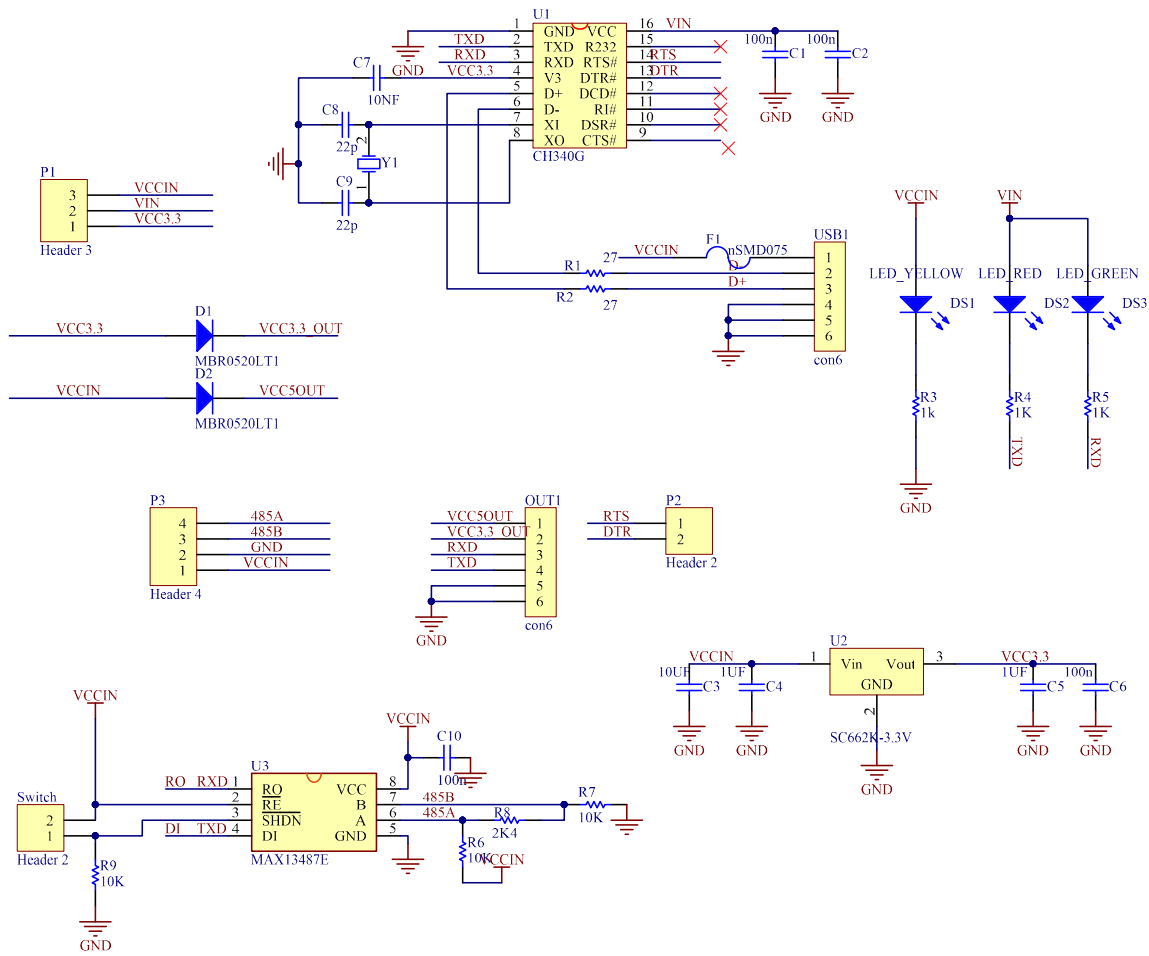 U1
1 GND VCC 16 VIN
TXD 2 TXD R232 15
RXD 3 RXD RTS# 14 RTS
VCC3.3 4 V3 DTR# 13 DTR
5 D+ DCD# 12
6 D- RI# 11
7 XI DSR# 10
8 XO CTS# 9
CH340G
GND
C7
10NF
C8
22p
2
Y1
1
C9
22p
100n C1
GND
100n C2
GND
P1
3 VCCIN
2 VIN
1 VCC3.3
Header 3
VCCIN F1 nSMD075
R1 27 D-
R2 27 D+
USB1
1
2
3
4
5
6
con6
VCCIN
LED_YELLOW
DS1
R3
1k
GND
VIN
LED_RED
DS2
R4
1K
TXD
LED_GREEN
DS3
R5
1K
RXD
VCC3.3 D1 VCC3.3_OUT
MBR0520LT1
VCCIN D2 VCC5OUT
MBR0520LT1
P3
4 485A
3 485B
2 GND
1 VCCIN
Header 4
OUT1
VCC5OUT 1
VCC3.3_OUT 2
RXD 3
TXD 4
5
6
GND
con6
P2
RTS 1
DTR 2
Header 2
VCCIN
10UF C3
GND
1UF C4
GND
U2
1 Vin Vout 3
GND
2
SC662K-3.3V
GND
VCC3.3
1UF C5
GND
100n C6
GND
VCCIN
Switch
2
1
Header 2
R9
10K
GND
U3
RO RXD 1 RO VCC 8
2 RE B 7 485B
3 SHDN A 6 485A
DI TXD 4 DI GND 5
MAX13487E
VCCIN
C10
100n
R8
2K4
R7
10K
R6
10K
VCCIN